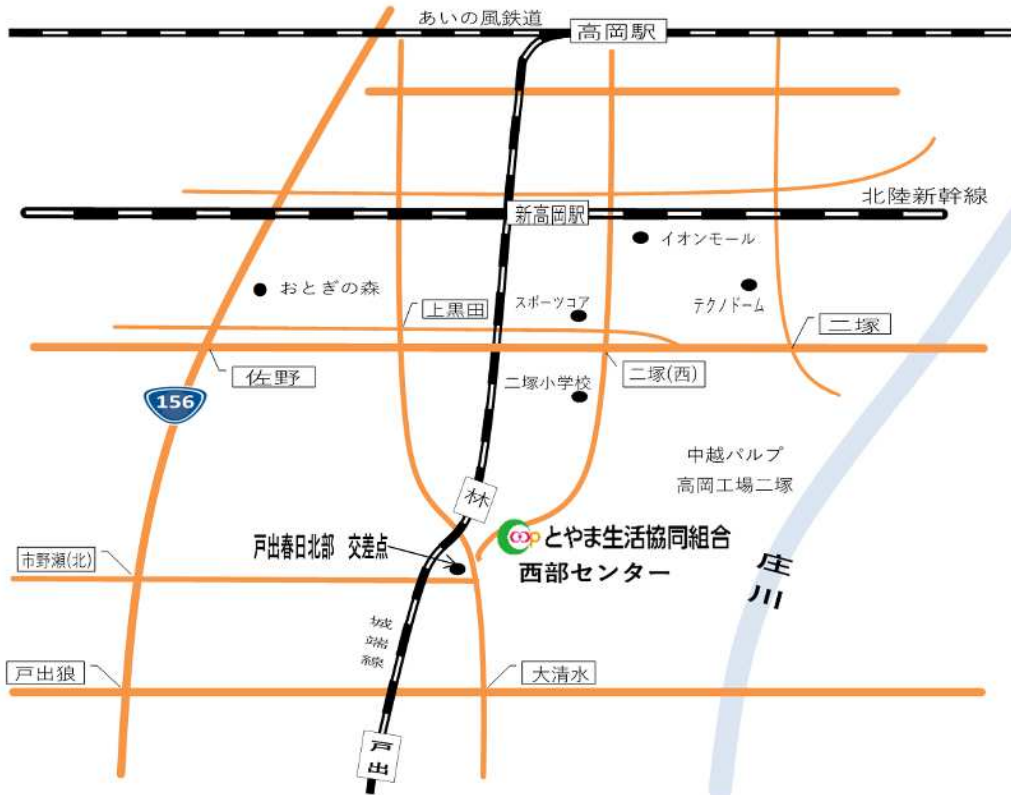 あいの風鉄道
高岡駅
北陸新幹線
新高岡駅
イオンモール
おとぎの森
スポーツコア
テクノドーム
上黒田
二塚
佐野
二塚(西)
二塚小学校
156
中越パルプ
高岡工場二塚
林
coop とやま生活協同組合
西部センター
戸出春日北部 交差点
市野瀬(北)
庄川
城端線
戸出狼
大清水
戸出